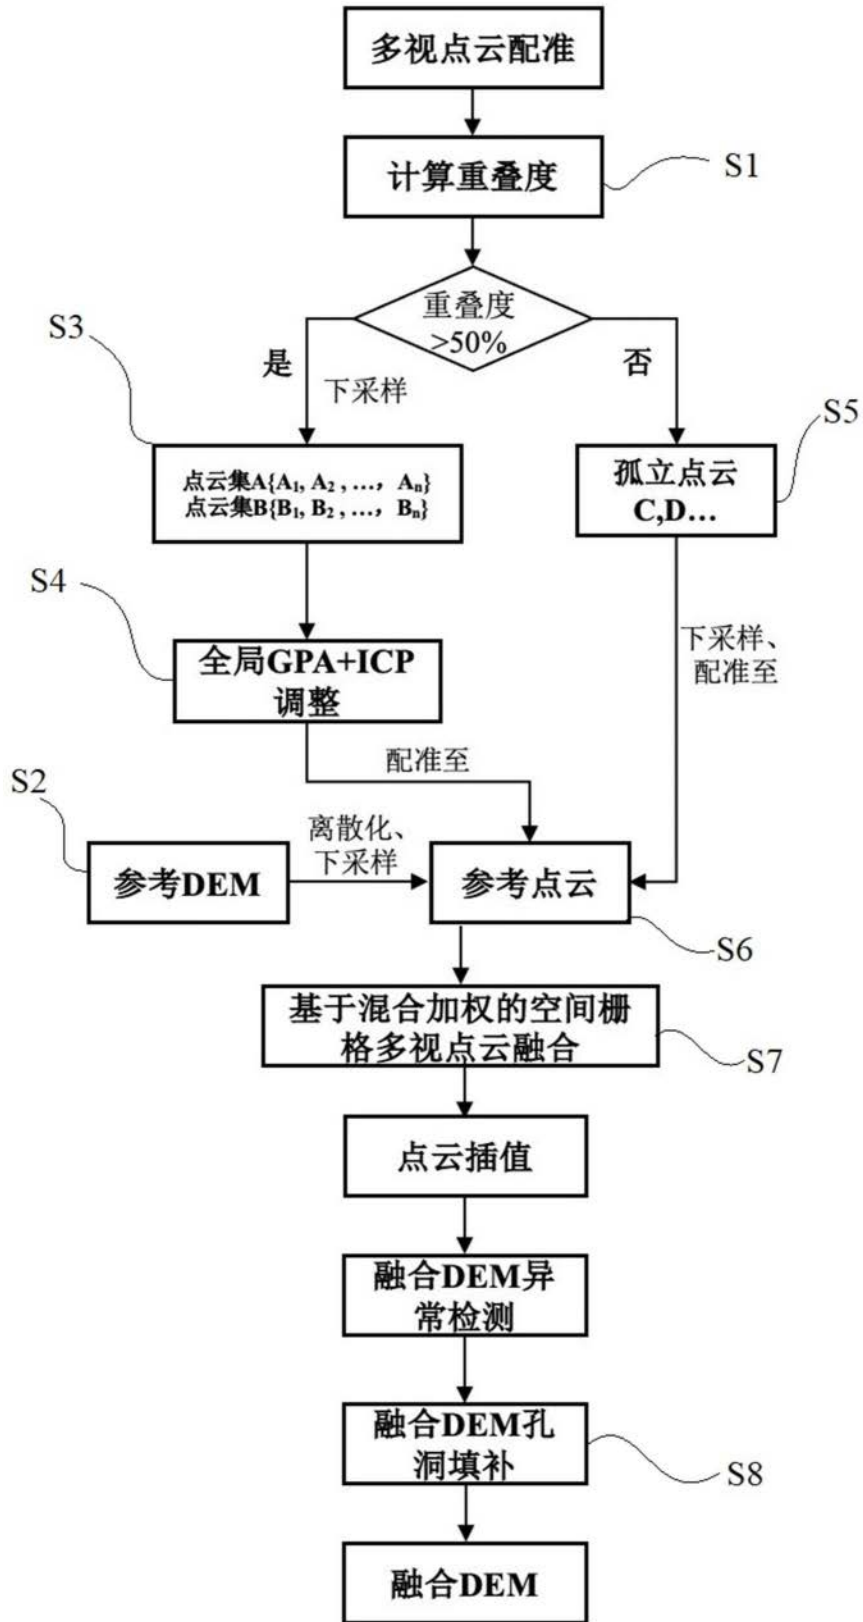 多视点云配准
计算重叠度
S1
重叠度
>50%
S3
是
否
下采样
S5
点云集A{A₁, A₂ , …， Aₙ}
点云集B{B₁, B₂ , …， Bₙ}
孤立点云
C,D…
S4
全局GPA+ICP
调整
下采样、
配准至
配准至
S2
离散化、
下采样
参考DEM
参考点云
S6
基于混合加权的空间栅
格多视点云融合
S7
点云插值
融合DEM异
常检测
融合DEM孔
洞填补
S8
融合DEM